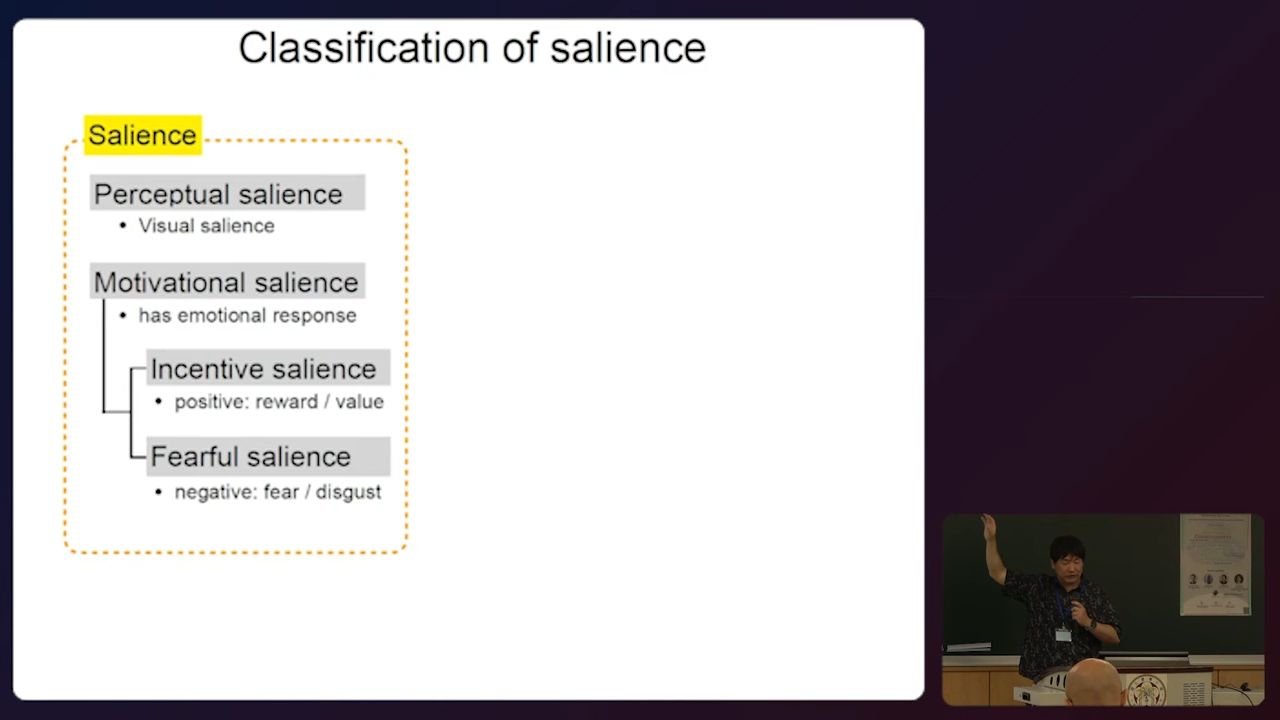 Classification of salience
Salience
Perceptual salience
• Visual salience
Motivational salience
• has emotional response
Incentive salience
• positive: reward / value
Fearful salience
• negative: fear / disgust